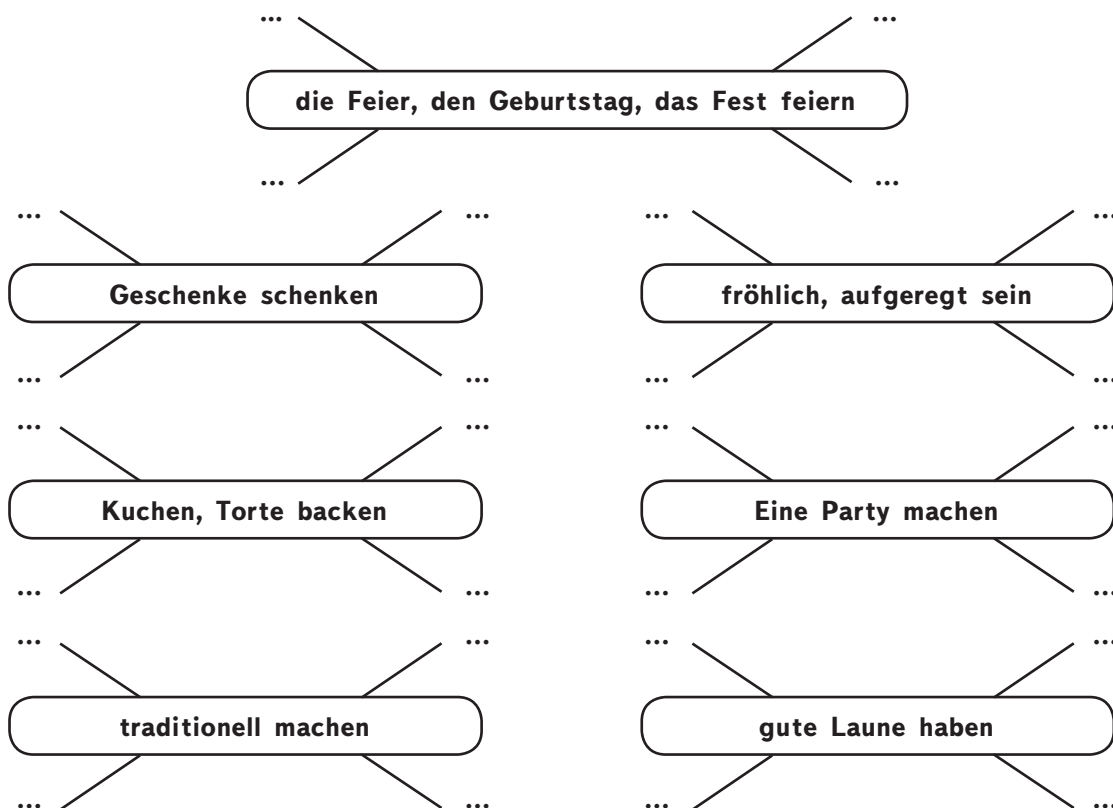 ... ...
die Feier, den Geburtstag, das Fest feiern
... ...
... ... ... ...
Geschenke schenken fröhlich, aufgeregt sein
... ... ... ...
... ... ... ...
Kuchen, Torte backen Eine Party machen
... ... ... ...
... ... ... ...
traditionell machen gute Laune haben
... ... ... ...